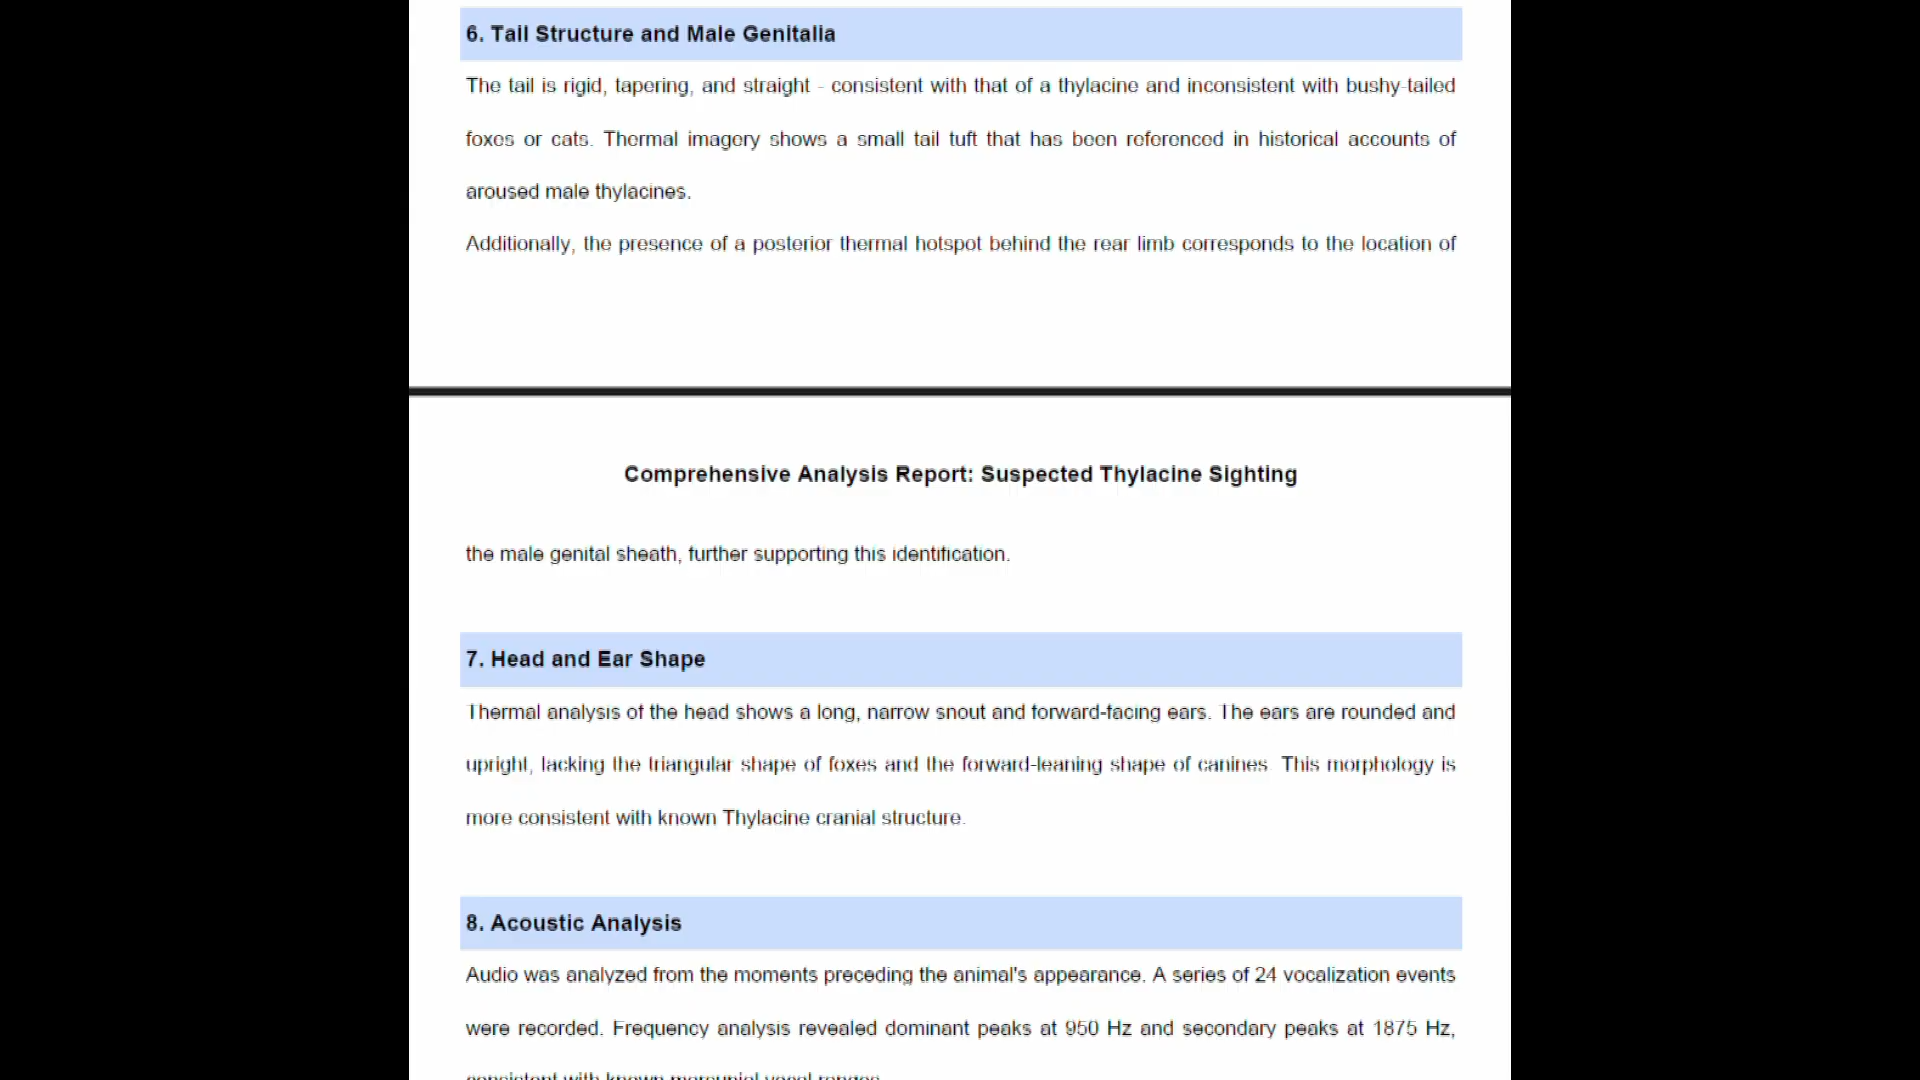 6. Tail Structure and Male Genitalia
The tail is rigid, tapering, and straight - consistent with that of a thylacine and inconsistent with bushy-tailed
foxes or cats. Thermal imagery shows a small tail tuft that has been referenced in historical accounts of
aroused male thylacines.
Additionally, the presence of a posterior thermal hotspot behind the rear limb corresponds to the location of
Comprehensive Analysis Report: Suspected Thylacine Sighting
the male genital sheath, further supporting this identification.
7. Head and Ear Shape
Thermal analysis of the head shows a long, narrow snout and forward-facing ears. The ears are rounded and
upright, lacking the triangular shape of foxes and the forward-leaning shape of canines. This morphology is
more consistent with known Thylacine cranial structure.
8. Acoustic Analysis
Audio was analyzed from the moments preceding the animal's appearance. A series of 24 vocalization events
were recorded. Frequency analysis revealed dominant peaks at 950 Hz and secondary peaks at 1875 Hz,
consistent with known marsupial vocal ranges.